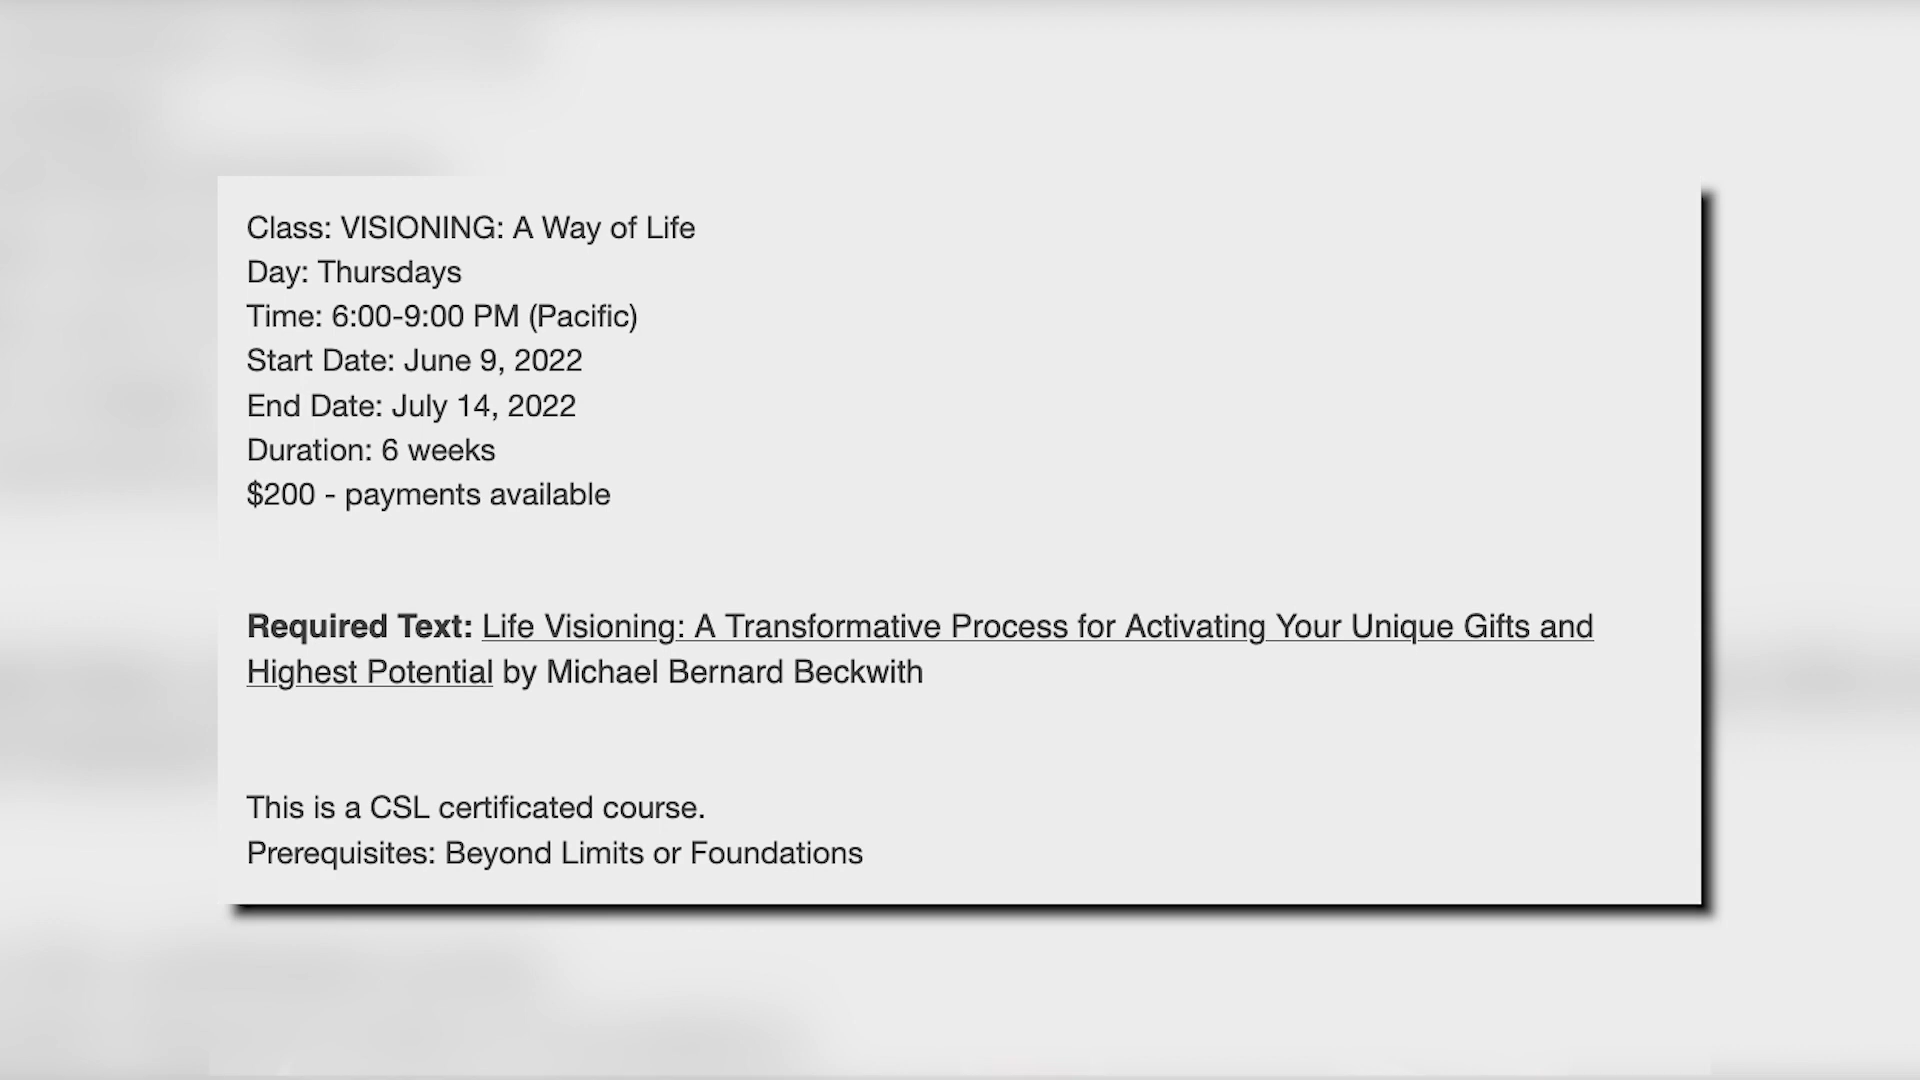 Class: VISIONING: A Way of Life
Day: Thursdays
Time: 6:00-9:00 PM (Pacific)
Start Date: June 9, 2022
End Date: July 14, 2022
Duration: 6 weeks
$200 - payments available
Required Text: Life Visioning: A Transformative Process for Activating Your Unique Gifts and
Highest Potential by Michael Bernard Beckwith
This is a CSL certificated course.
Prerequisites: Beyond Limits or Foundations